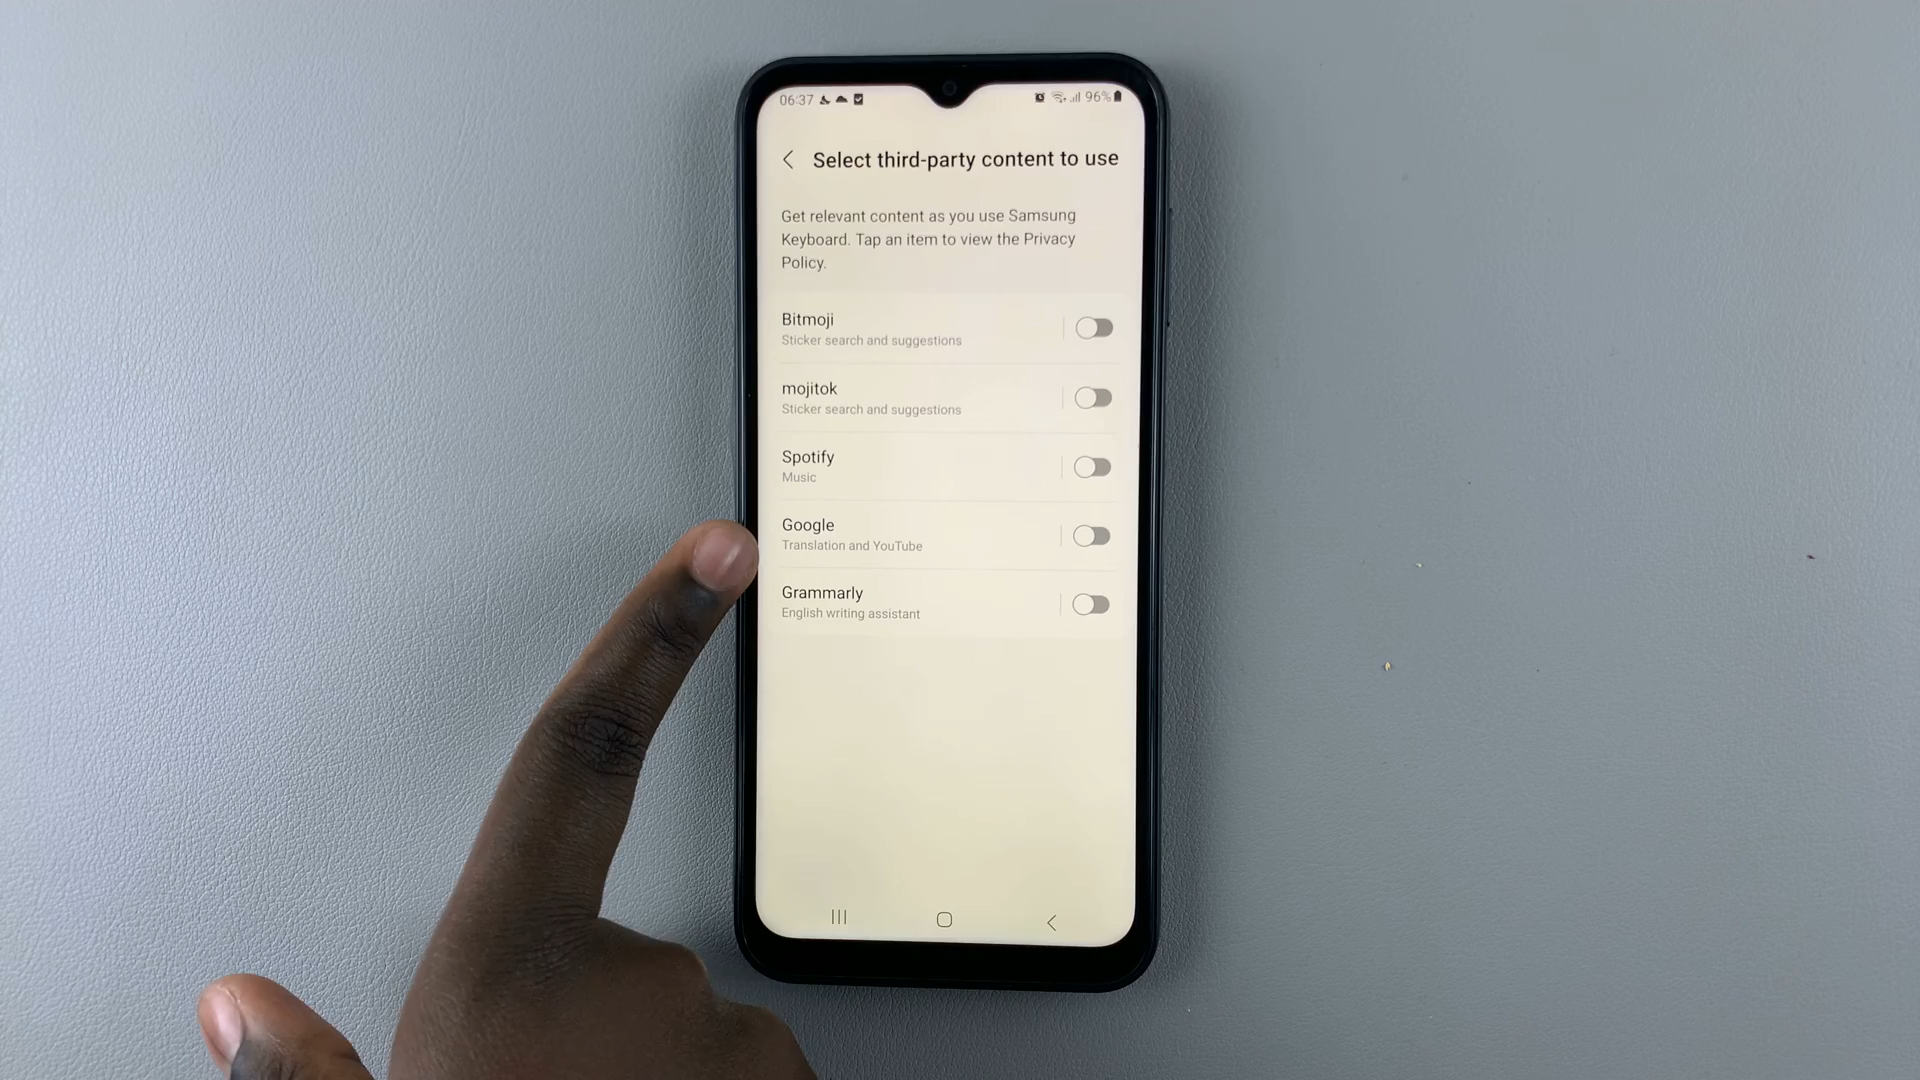 06:37 96%
Select third-party content to use
Get relevant content as you use Samsung
Keyboard. Tap an item to view the Privacy
Policy.
Bitmoji
Sticker search and suggestions
mojitok
Sticker search and suggestions
Spotify
Music
Google
Translation and YouTube
Grammarly
English writing assistant